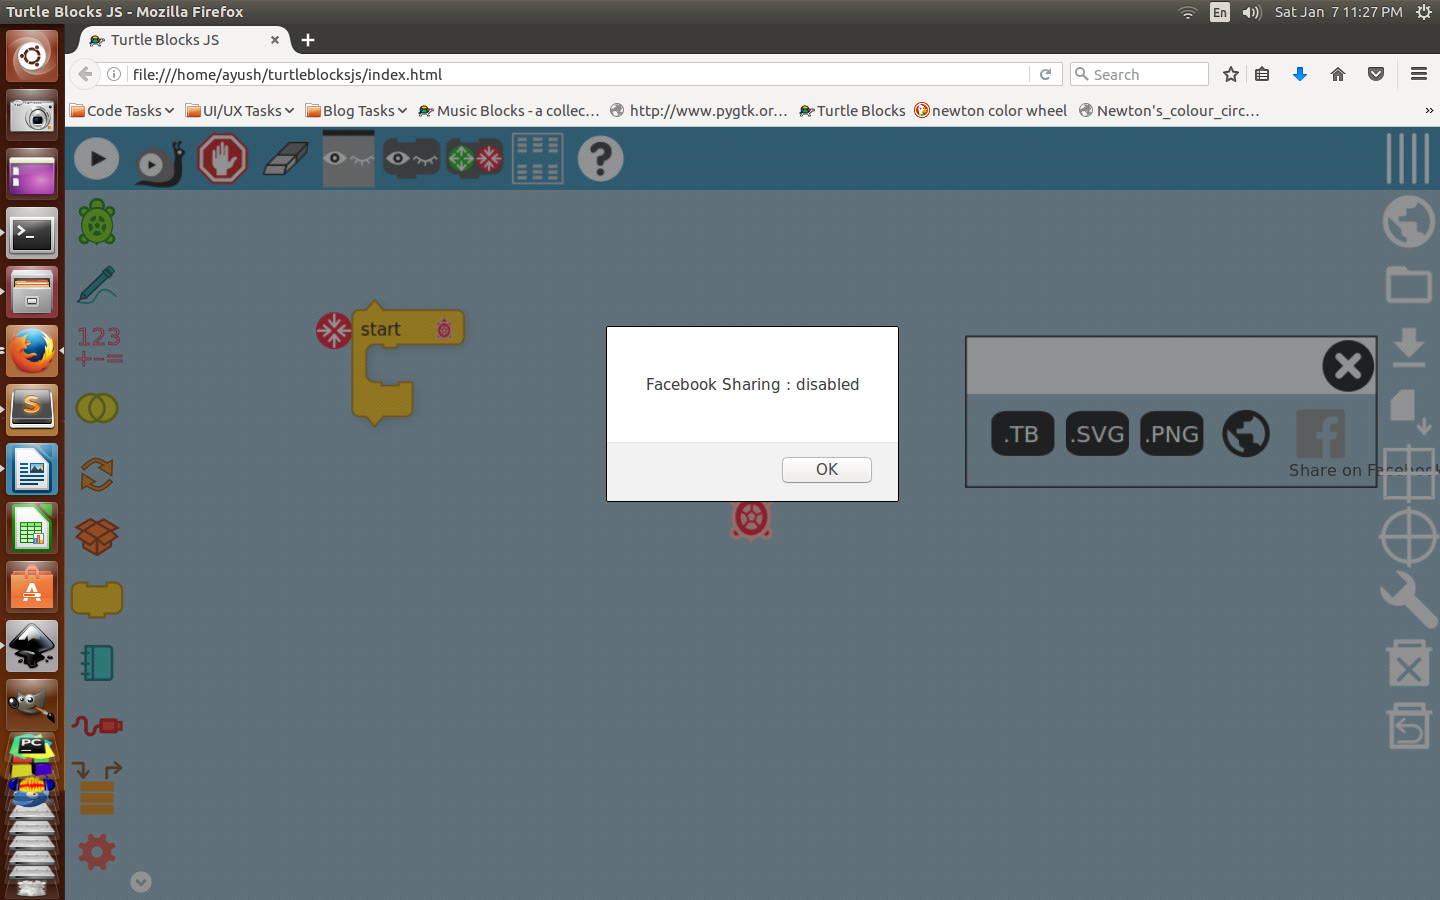 Turtle Blocks JS - Mozilla Firefox
En
Sat Jan 7 11:27 PM
Turtle Blocks JS
file:///home/ayush/turtleblocksjs/index.html
Search
Code Tasks
UI/UX Tasks
Blog Tasks
Music Blocks - a collec...
http://www.pygtk.or...
Turtle Blocks
newton color wheel
Newton's_colour_circ...
»
?
123
+-=
start
Facebook Sharing : disabled
OK
.TB
.SVG
.PNG
Share on Facebook
>_
S
A
PC